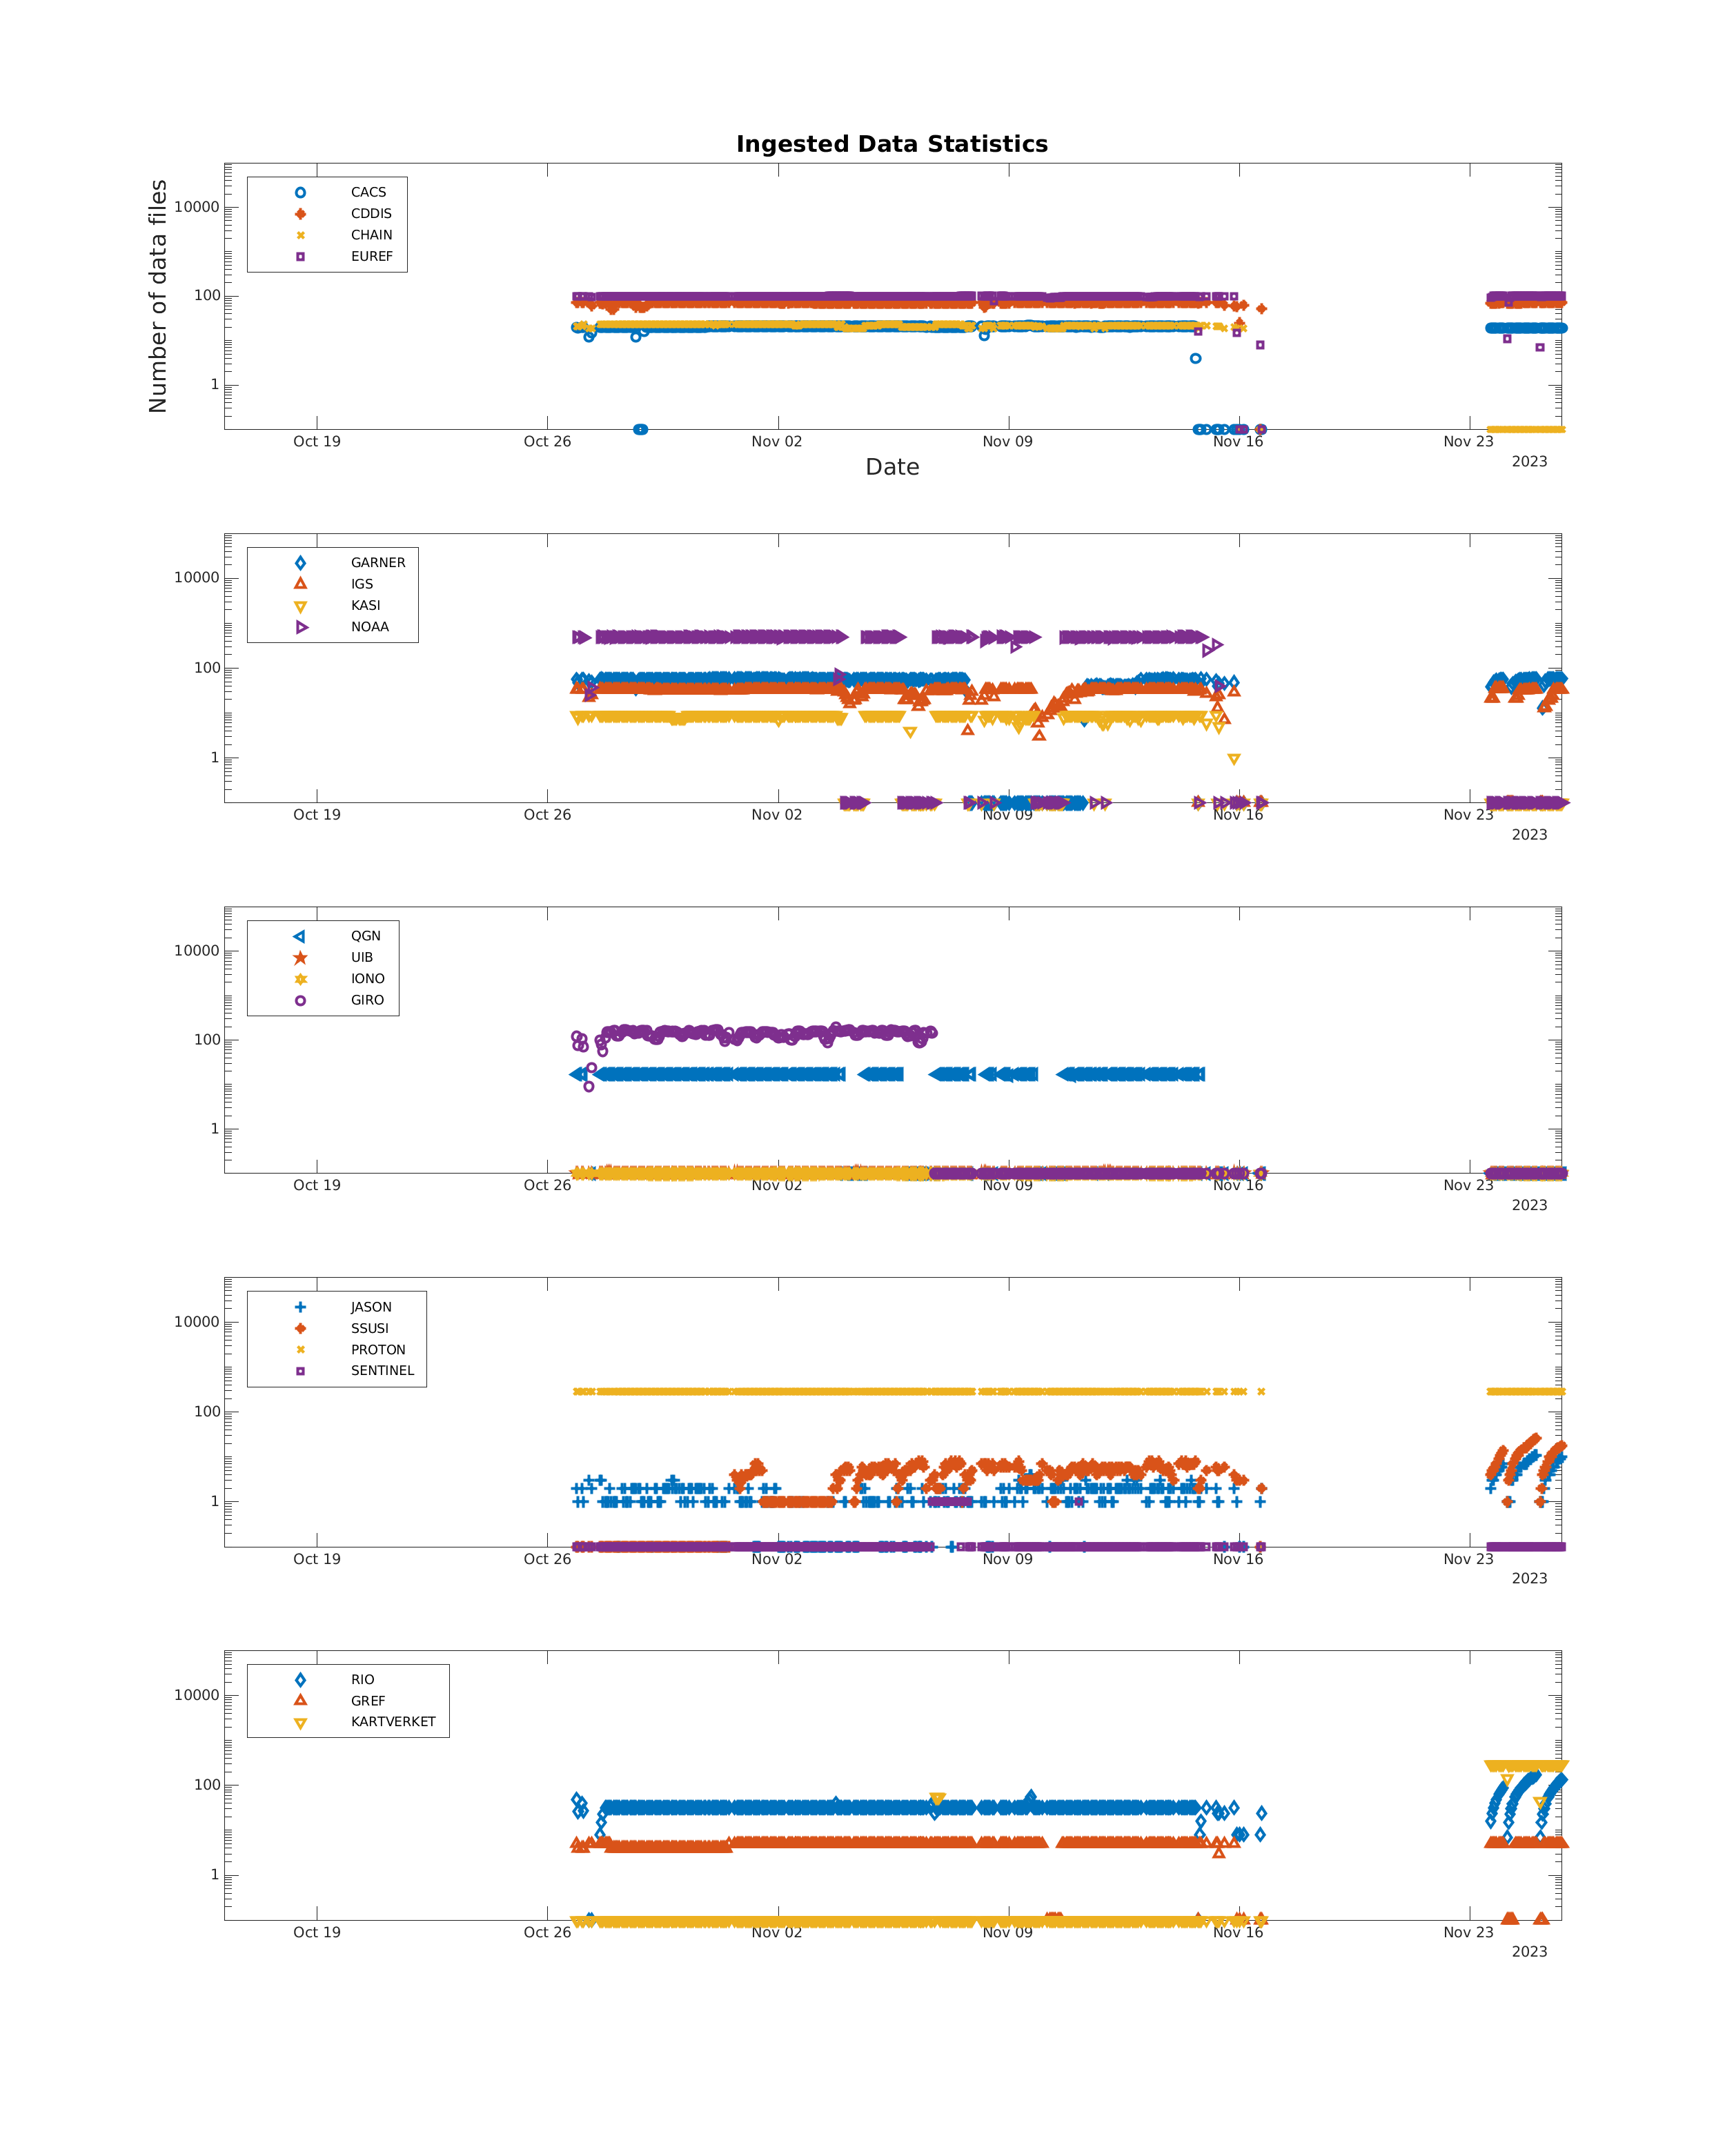 Ingested Data Statistics
Number of data files
10000
100
1
CACS
CDDIS
CHAIN
EUREF
Oct 19
Oct 26
Nov 02
Nov 09
Nov 16
Nov 23
2023
Date
10000
100
1
GARNER
IGS
KASI
NOAA
Oct 19
Oct 26
Nov 02
Nov 09
Nov 16
Nov 23
2023
10000
100
1
QGN
UIB
IONO
GIRO
Oct 19
Oct 26
Nov 02
Nov 09
Nov 16
Nov 23
2023
10000
100
1
JASON
SSUSI
PROTON
SENTINEL
Oct 19
Oct 26
Nov 02
Nov 09
Nov 16
Nov 23
2023
10000
100
1
RIO
GREF
KARTVERKET
Oct 19
Oct 26
Nov 02
Nov 09
Nov 16
Nov 23
2023